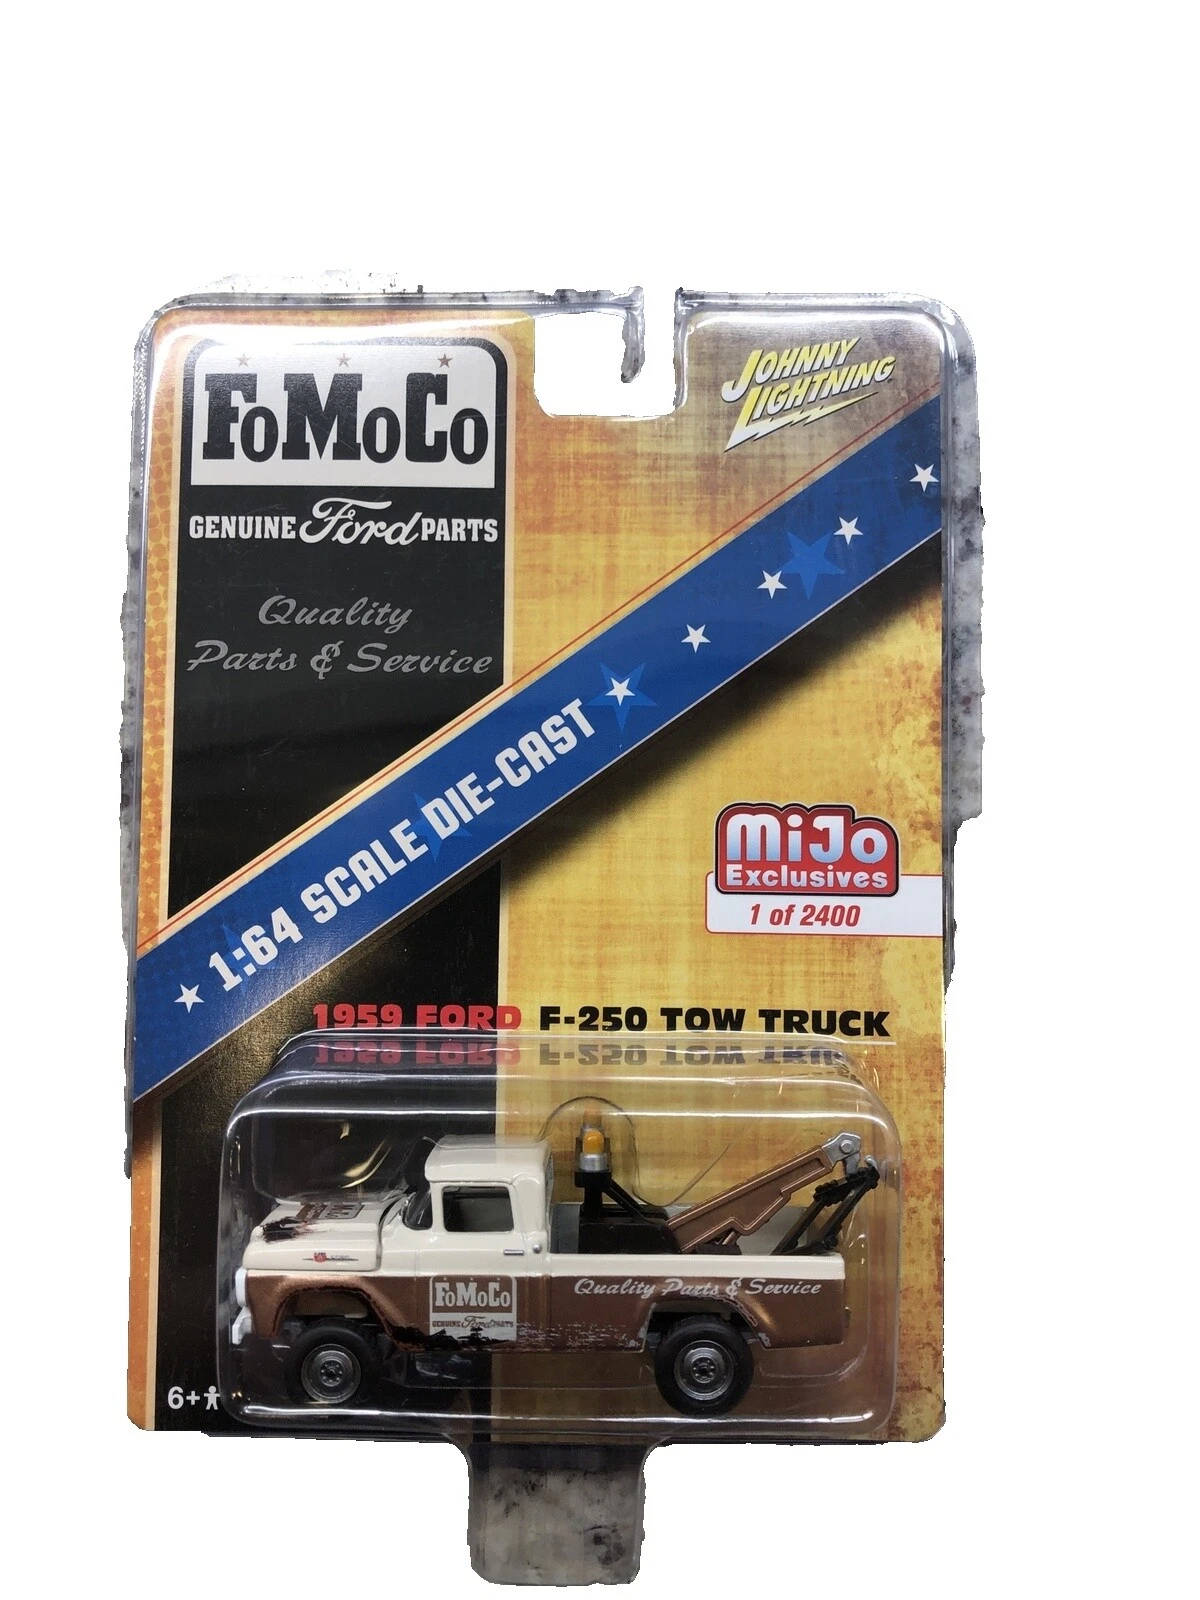 FoMoCo
GENUINE Ford PARTS
Quality
Parts & Service
JOHNNY
LIGHTNING
1:64 SCALE DIE-CAST
MiJo
Exclusives
1 of 2400
1959 FORD F-250 TOW TRUCK
FoMoCo
GENUINE Ford PARTS
Quality Parts & Service
6+